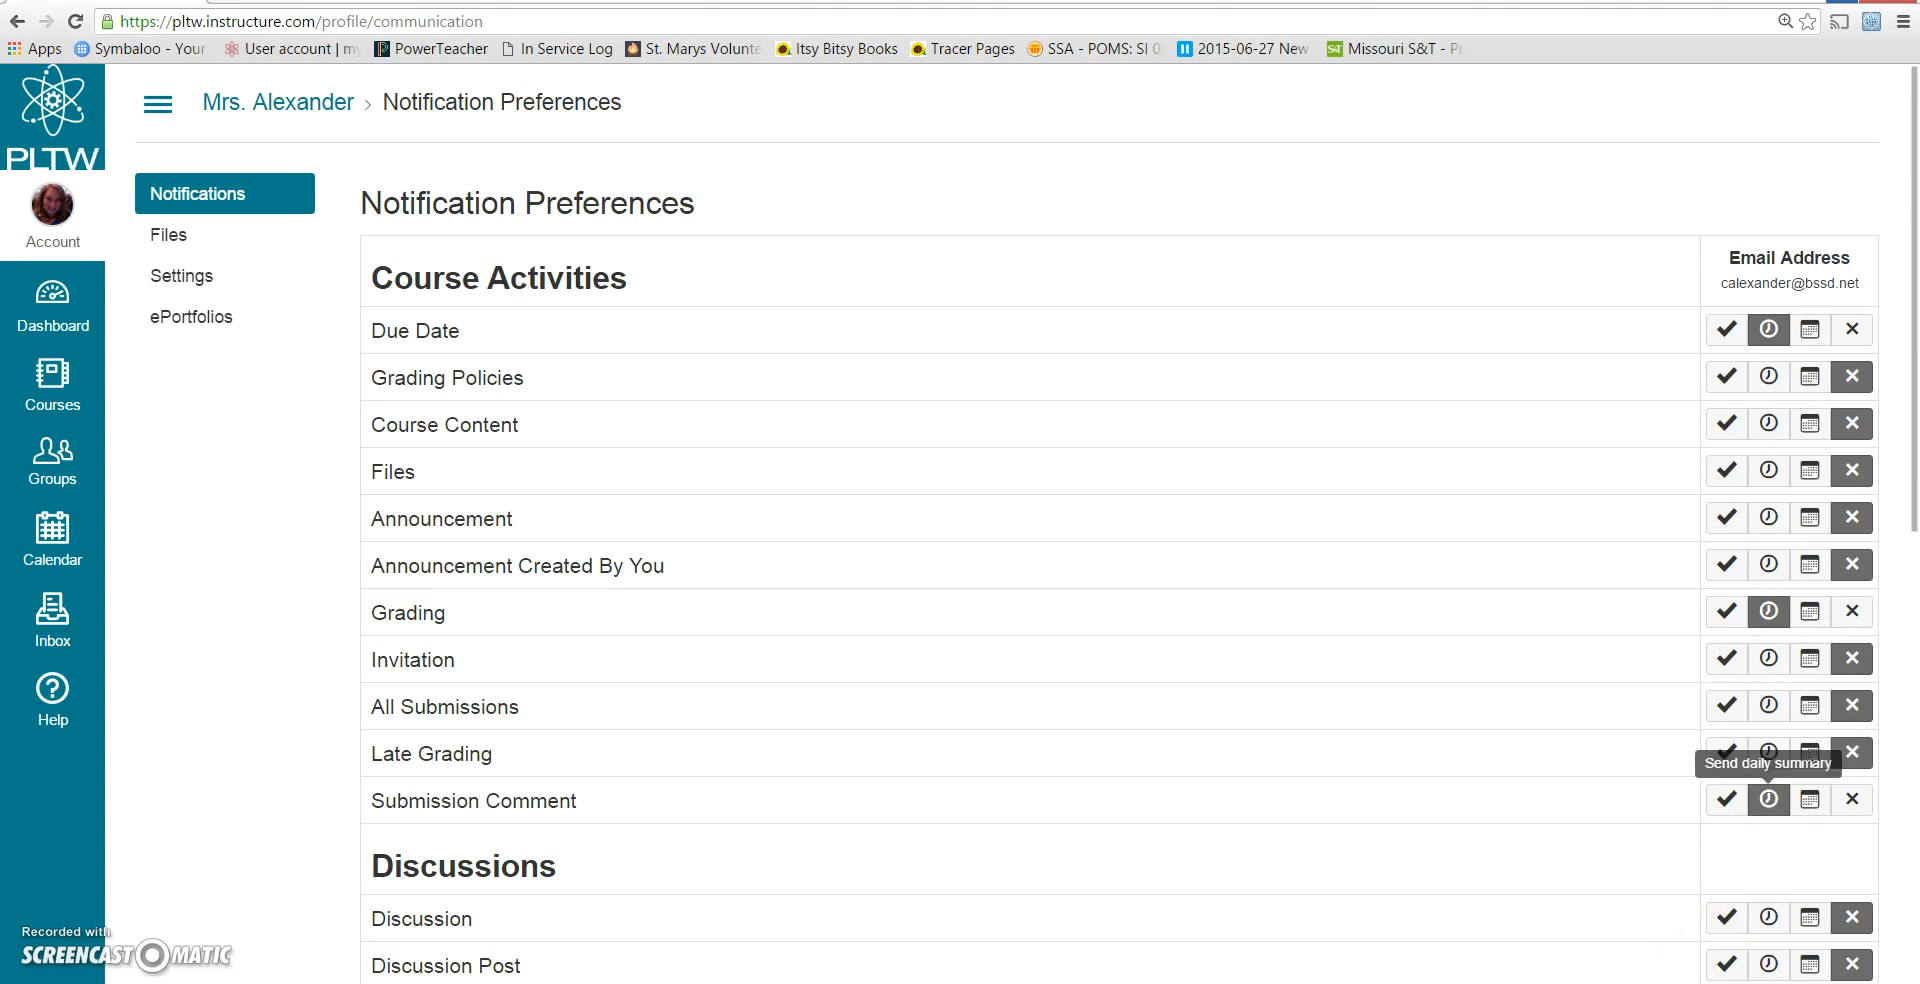 https://pltw.instructure.com/profile/communication
Apps Symbaloo - Your User account | my PowerTeacher In Service Log St. Marys Volunte Itsy Bitsy Books Tracer Pages SSA - POMS: SI 0 2015-06-27 New Missouri S&T - Pr
PLTW
Account
Dashboard
Courses
Groups
Calendar
Inbox
Help
Mrs. Alexander > Notification Preferences
Notifications
Files
Settings
ePortfolios
Notification Preferences
Course Activities
Email Address
calexander@bssd.net
Due Date
Grading Policies
Course Content
Files
Announcement
Announcement Created By You
Grading
Invitation
All Submissions
Late Grading
Send daily summary
Submission Comment
Discussions
Discussion
Discussion Post
Recorded with
SCREENCAST-O-MATIC